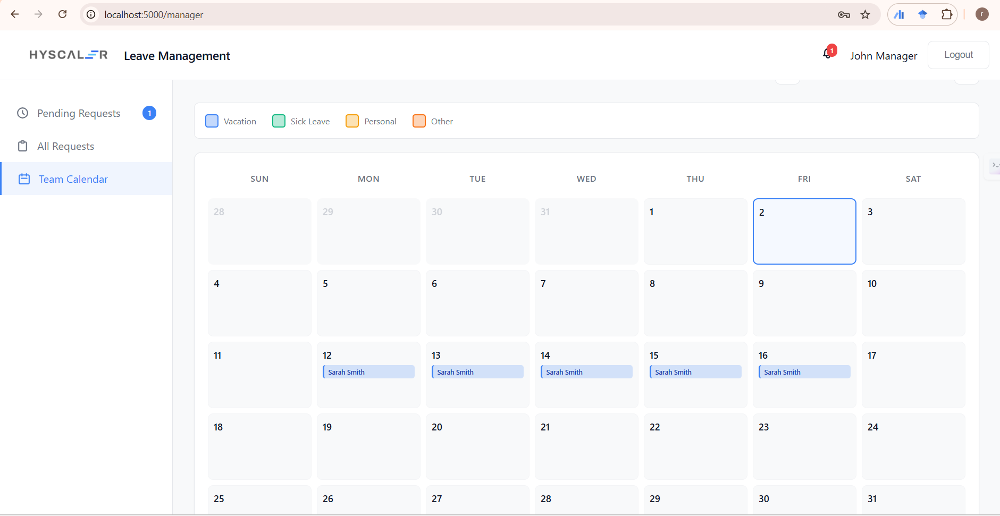 localhost:5000/manager
r
HYSCALER
Leave Management
1
John Manager
Logout
Pending Requests
1
All Requests
Team Calendar
Vacation
Sick Leave
Personal
Other
SUN MON TUE WED THU FRI SAT
28 29 30 31 1 2 3
4 5 6 7 8 9 10
11 12 13 14 15 16 17
Sarah Smith Sarah Smith Sarah Smith Sarah Smith Sarah Smith
18 19 20 21 22 23 24
25 26 27 28 29 30 31